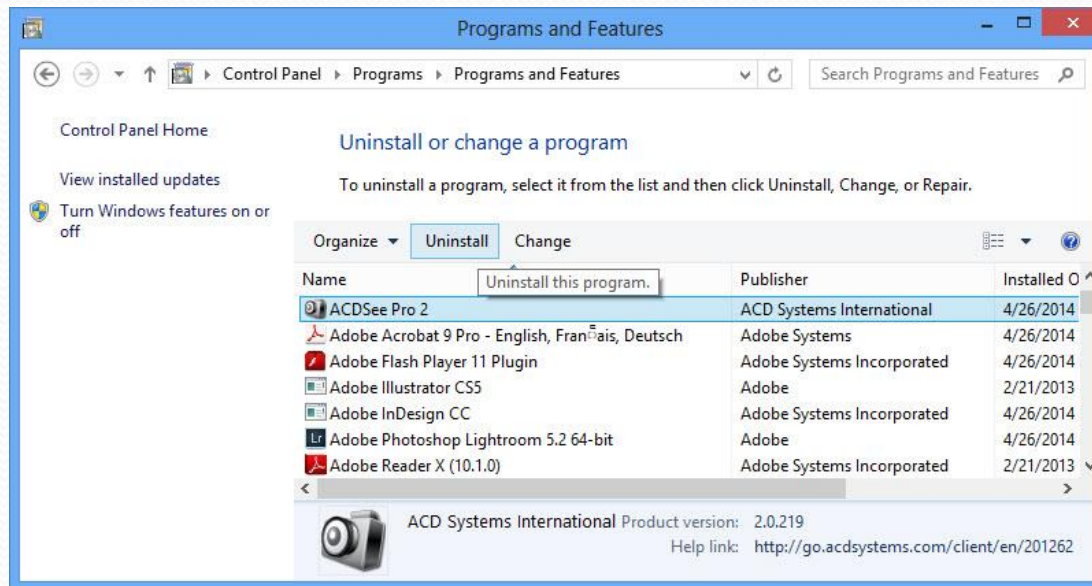 Programs and Features
Control Panel Programs Programs and Features Search Programs and Features
Control Panel Home
Uninstall or change a program
View installed updates
To uninstall a program, select it from the list and then click Uninstall, Change, or Repair.
Turn Windows features on or
off
Organize Uninstall Change
Name Publisher Installed O
Uninstall this program.
ACDSee Pro 2 ACD Systems International 4/26/2014
Adobe Acrobat 9 Pro - English, Deutsch Adobe Systems 4/26/2014
Adobe Flash Player 11 Plugin Adobe Systems Incorporated 4/26/2014
Adobe Illustrator CS5 Adobe 2/21/2013
Adobe InDesign CC Adobe Systems Incorporated 4/26/2014
Lr Adobe Photoshop Lightroom 5.2 64-bit Adobe 4/26/2014
Adobe Reader X (10.1.0) Adobe Systems Incorporated 2/21/2013
ACD Systems International Product version: 2.0.219
Help link: http://go.acdsystems.com/client/en/201262